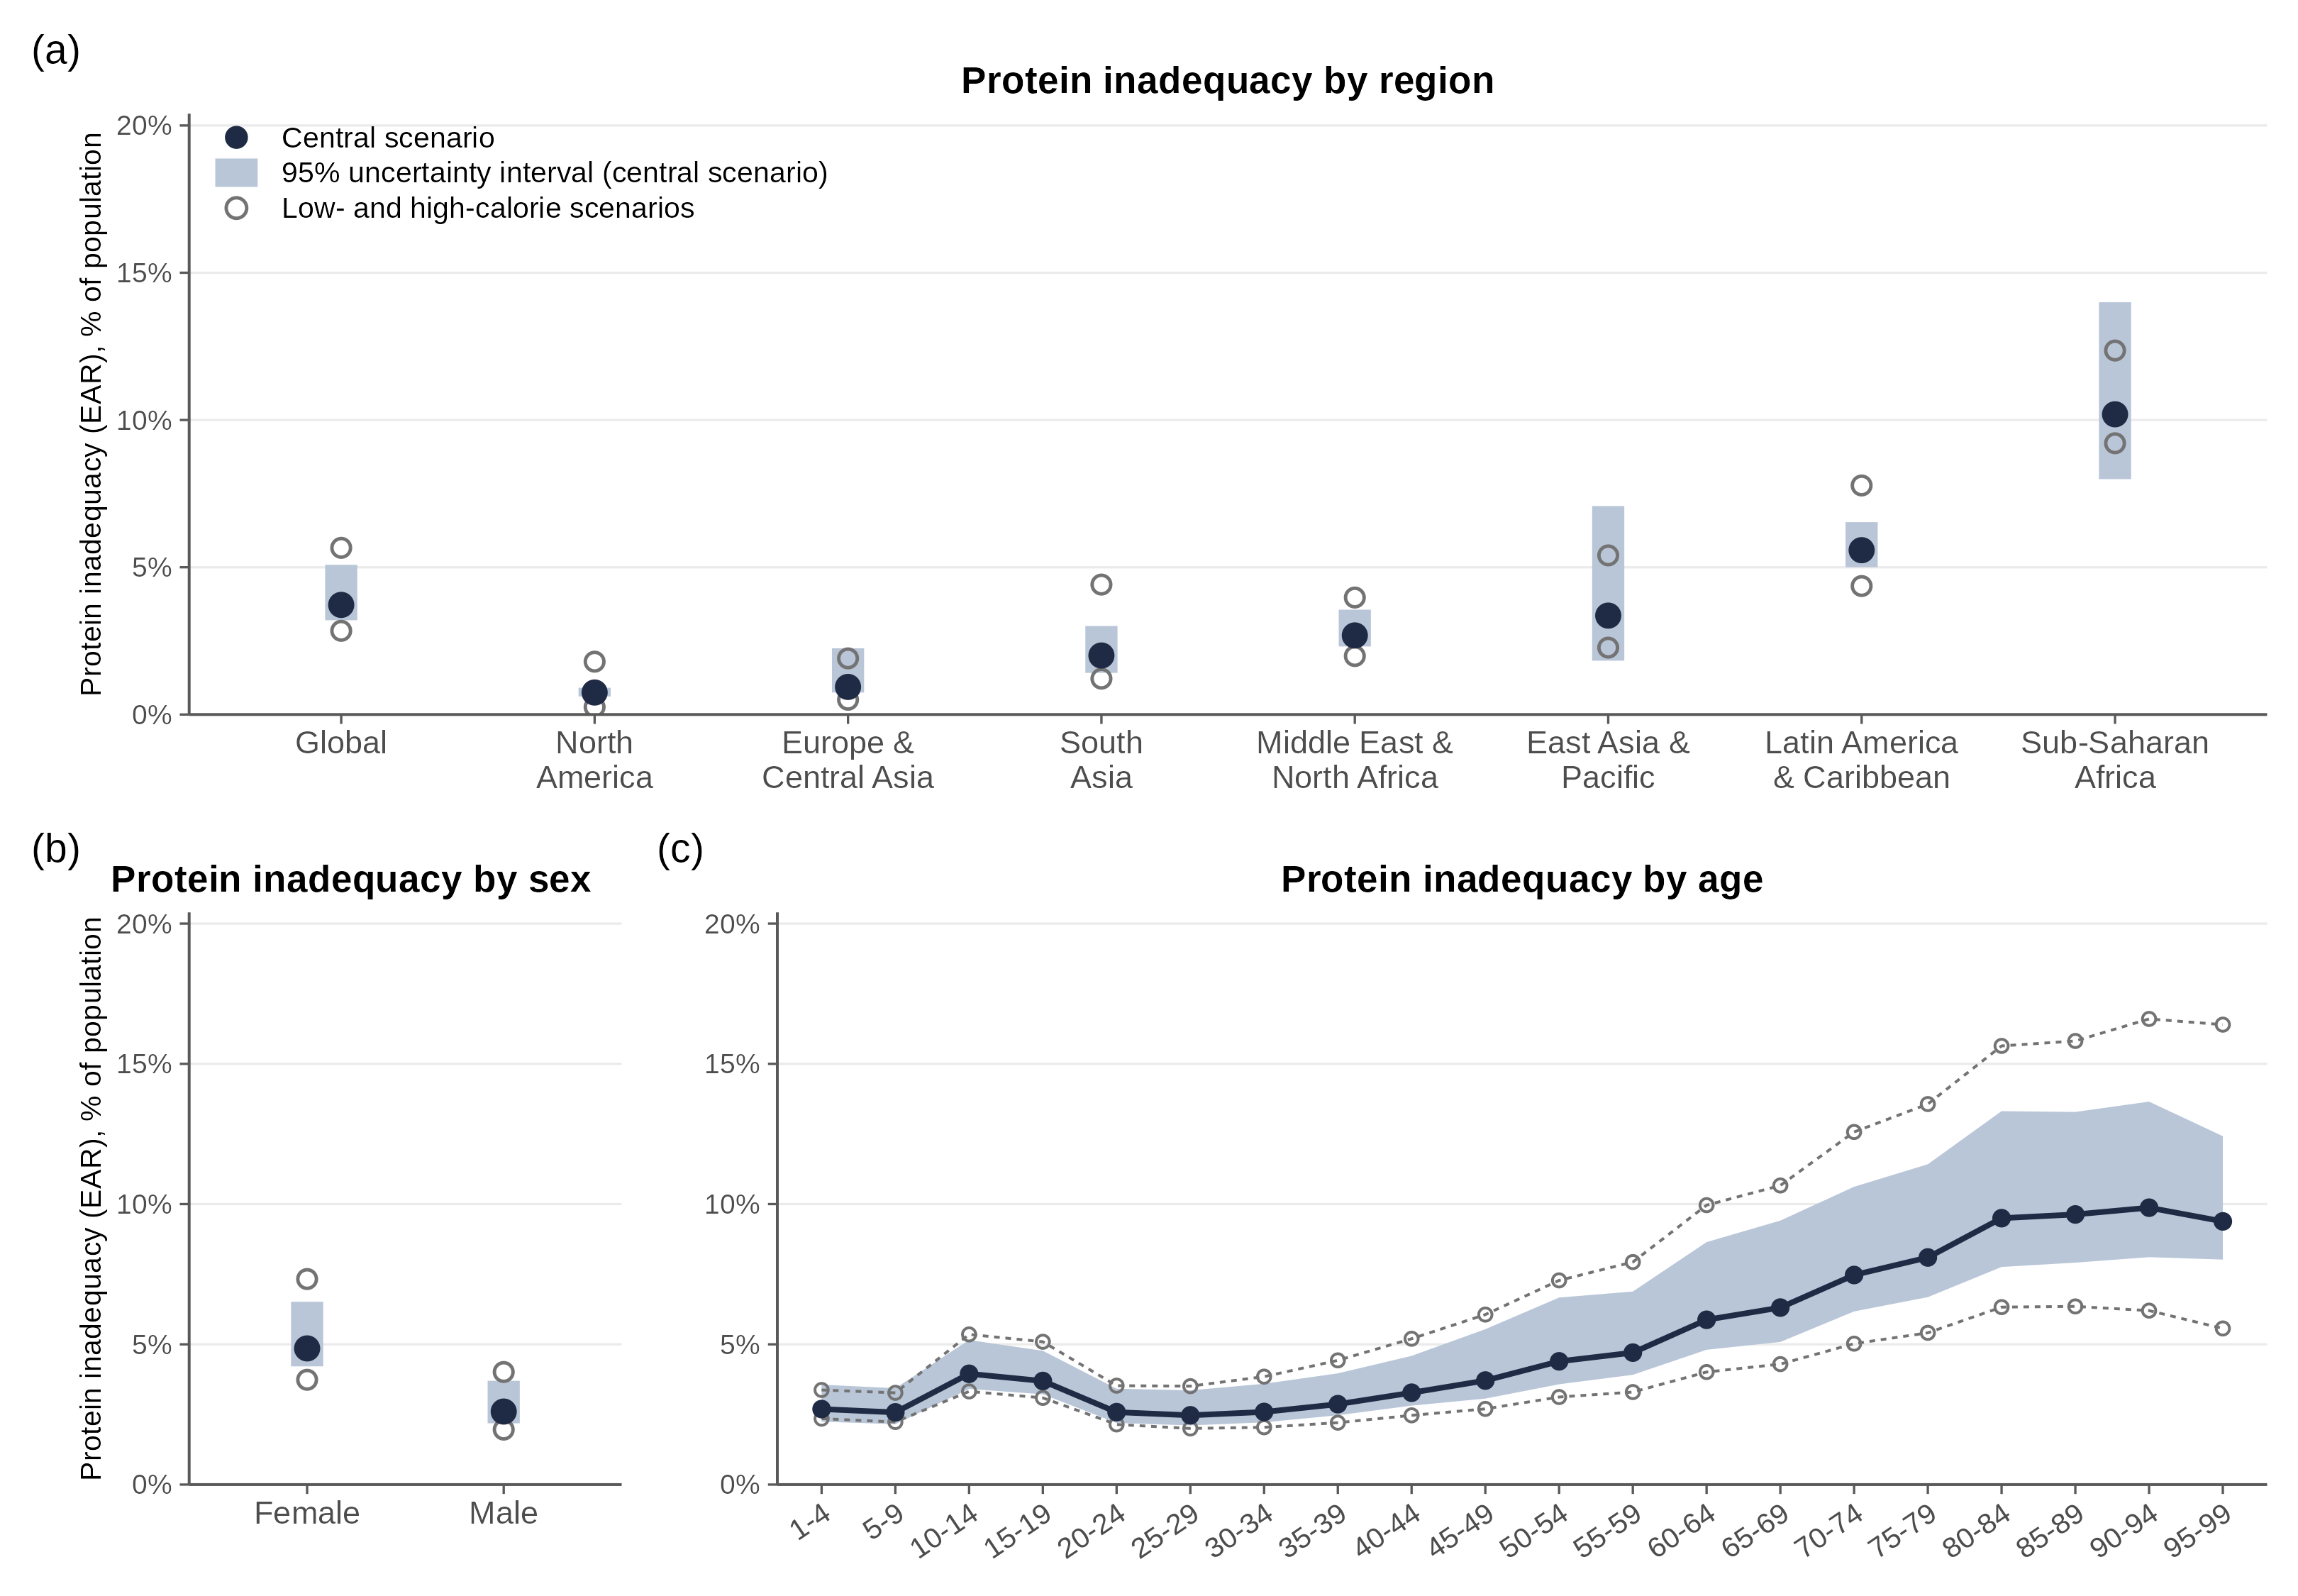 (a)
Protein inadequacy by region
Protein inadequacy (EAR), % of population
20%
15%
10%
5%
0%
Central scenario
95% uncertainty interval (central scenario)
Low- and high-calorie scenarios
Global
North
America
Europe &
Central Asia
South
Asia
Middle East &
North Africa
East Asia &
Pacific
Latin America
& Caribbean
Sub-Saharan
Africa
(b)
Protein inadequacy by sex
Protein inadequacy (EAR), % of population
20%
15%
10%
5%
0%
Female
Male
(c)
Protein inadequacy by age
20%
15%
10%
5%
0%
1-4
5-9
10-14
15-19
20-24
25-29
30-34
35-39
40-44
45-49
50-54
55-59
60-64
65-69
70-74
75-79
80-84
85-89
90-94
95-99